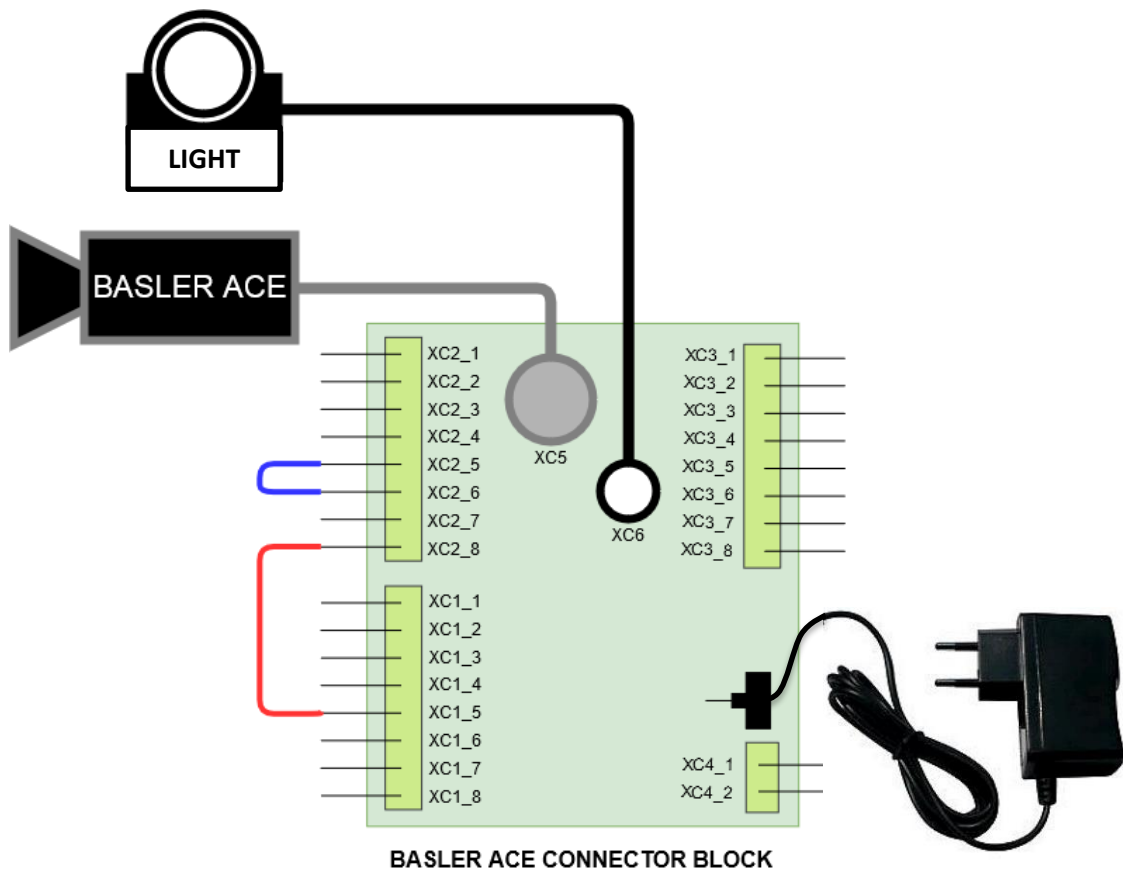 LIGHT
BASLER ACE
XC2_1
XC2_2
XC2_3
XC2_4
XC2_5
XC2_6
XC2_7
XC2_8
XC5
XC6
XC3_1
XC3_2
XC3_3
XC3_4
XC3_5
XC3_6
XC3_7
XC3_8
XC1_1
XC1_2
XC1_3
XC1_4
XC1_5
XC1_6
XC1_7
XC1_8
XC4_1
XC4_2
BASLER ACE CONNECTOR BLOCK